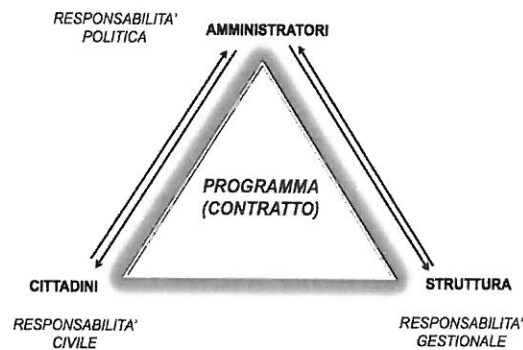 RESPONSABILITA'
POLITICA
AMMINISTRATORI
PROGRAMMA
(CONTRATTO)
CITTADINI
STRUTTURA
RESPONSABILITA'
CIVILE
RESPONSABILITA'
GESTIONALE